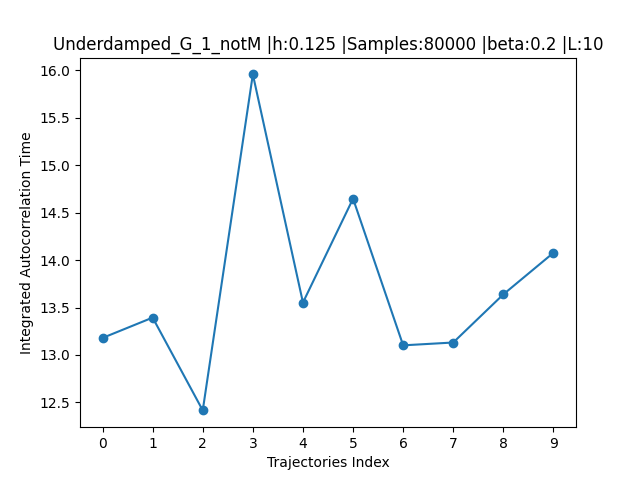 Underdamped_G_1_notM |h:0.125 |Samples:80000 |beta:0.2 |L:10
16.0
15.5
15.0
14.5
14.0
13.5
13.0
12.5
Integrated Autocorrelation Time
0 1 2 3 4 5 6 7 8 9
Trajectories Index